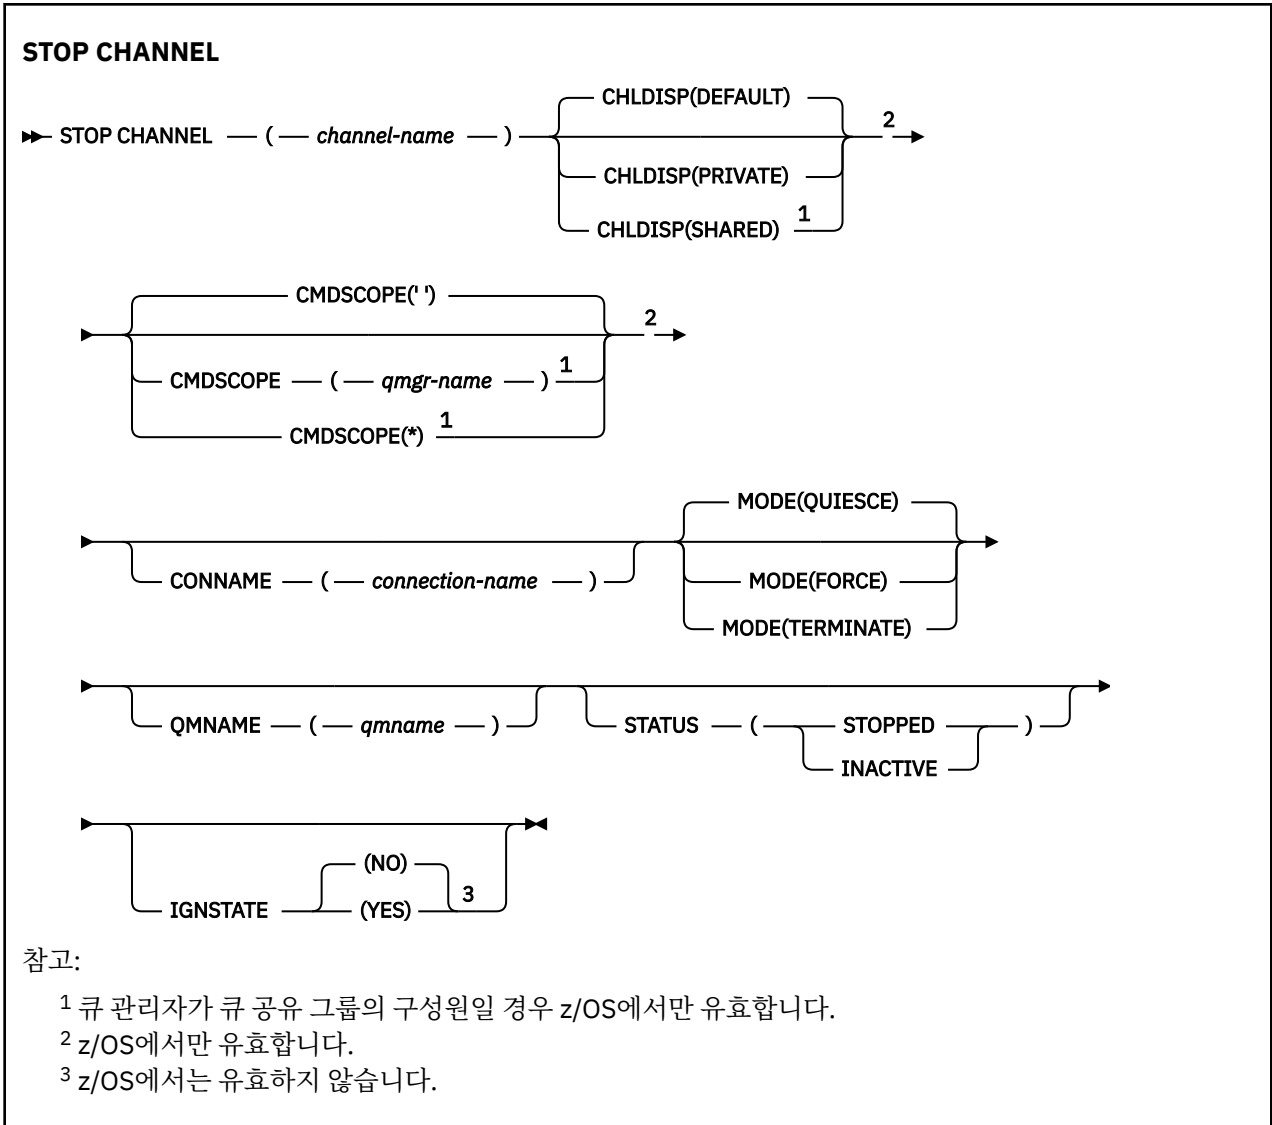 STOP CHANNEL
CHLDISP(DEFAULT)
STOP CHANNEL ( channel-name ) 2
CHLDISP(PRIVATE)
CHLDISP(SHARED) 1
CMDSCOPE(' ')
2
CMDSCOPE ( qmgr-name ) 1
CMDSCOPE(*) 1
MODE(QUIESCE)
CONNAME ( connection-name ) MODE(FORCE)
MODE(TERMINATE)
QMNAME ( qmname ) STATUS ( STOPPED )
INACTIVE
(NO)
IGNSTATE (YES) 3
참고:
1 큐 관리자가 큐 공유 그룹의 구성원일 경우 z/OS에서만 유효합니다.
2 z/OS에서만 유효합니다.
3 z/OS에서는 유효하지 않습니다.